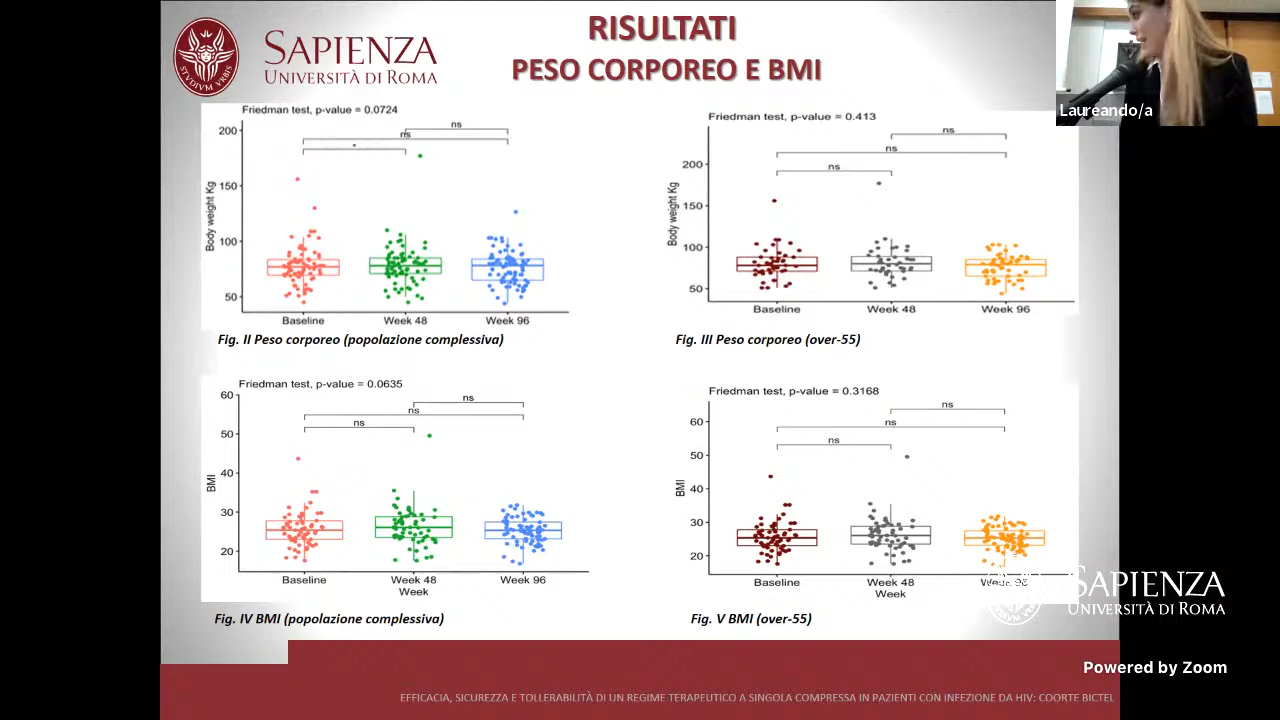 RISULTATI
PESO CORPOREO E BMI
SAPIENZA
UNIVERSITÀ DI ROMA
STVDIVM VRBIS
Laureando/a
Friedman test, p-value = 0.0724
ns
ns
*
200
150
100
50
Body weight Kg
Baseline
Week 48
Week 96
Fig. II Peso corporeo (popolazione complessiva)
Friedman test, p-value = 0.413
ns
ns
ns
200
150
100
50
Body weight Kg
Baseline
Week 48
Week 96
Fig. III Peso corporeo (over-55)
Friedman test, p-value = 0.0635
ns
ns
ns
60
50
40
30
20
BMI
Baseline
Week 48
Week 96
Week
Fig. IV BMI (popolazione complessiva)
Friedman test, p-value = 0.3168
ns
ns
ns
60
50
40
30
20
BMI
Baseline
Week 48
Week
Fig. V BMI (over-55)
SAPIENZA
UNIVERSITÀ DI ROMA
Powered by Zoom
EFFICACIA, SICUREZZA E TOLLERABILITÀ DI UN REGIME TERAPEUTICO A SINGOLA COMPRESSA IN PAZIENTI CON INFEZIONE DA HIV: COORTE BICTEL